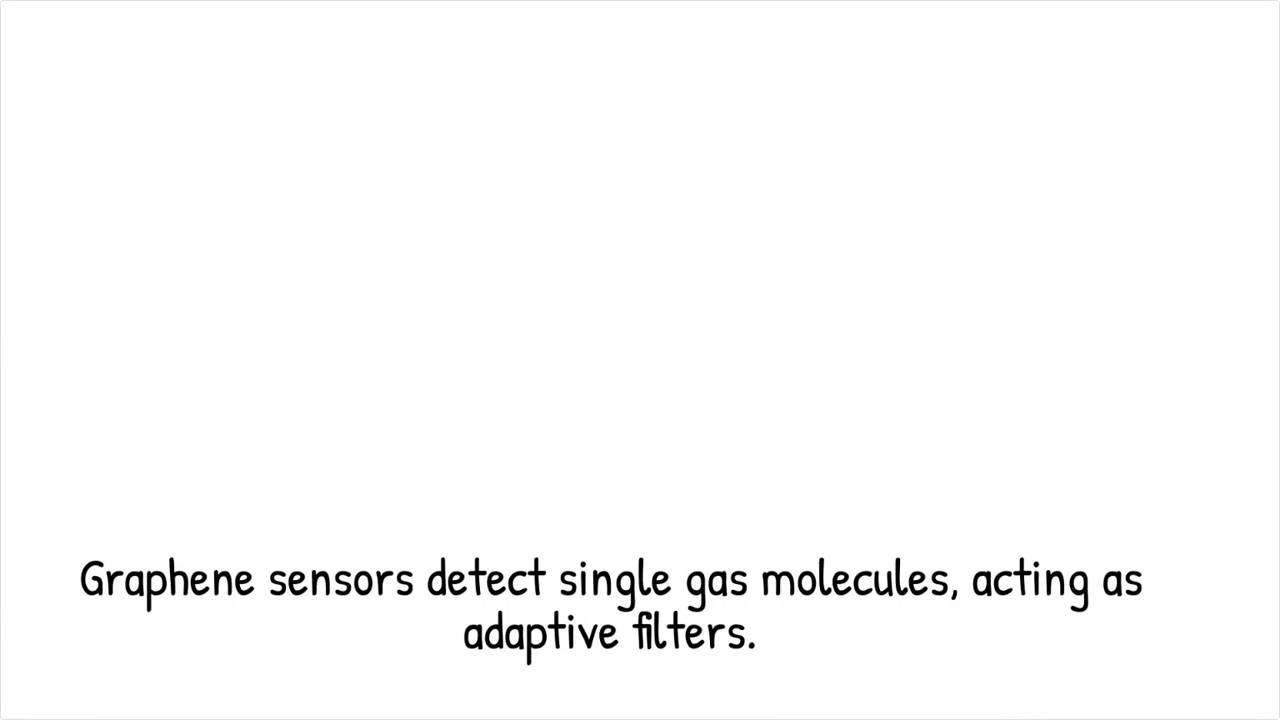 Graphene sensors detect single gas molecules, acting as
adaptive filters.